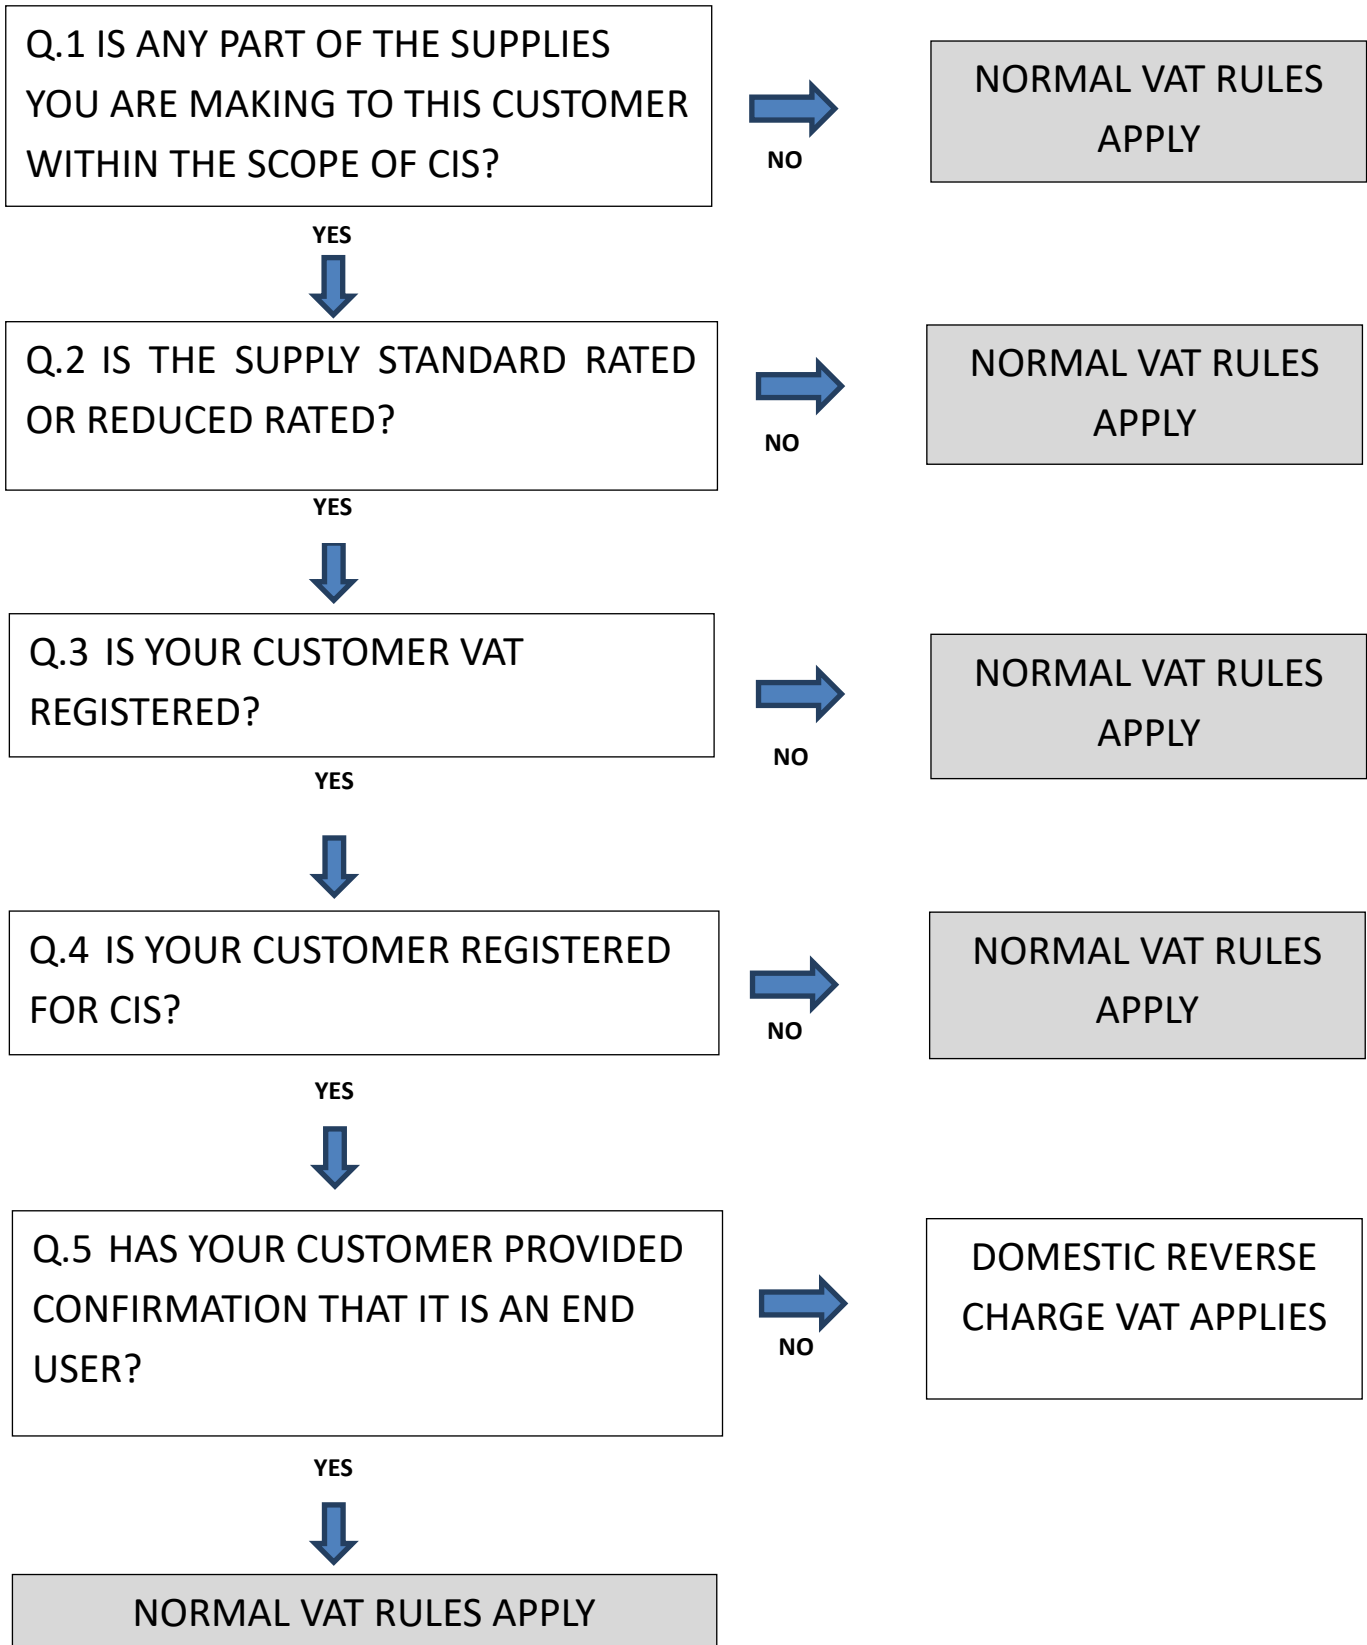 Q.1 IS ANY PART OF THE SUPPLIES
YOU ARE MAKING TO THIS CUSTOMER
WITHIN THE SCOPE OF CIS?
NO
NORMAL VAT RULES
APPLY
YES
Q.2 IS THE SUPPLY STANDARD RATED
OR REDUCED RATED?
NO
NORMAL VAT RULES
APPLY
YES
Q.3 IS YOUR CUSTOMER VAT
REGISTERED?
NO
NORMAL VAT RULES
APPLY
YES
Q.4 IS YOUR CUSTOMER REGISTERED
FOR CIS?
NO
NORMAL VAT RULES
APPLY
YES
Q.5 HAS YOUR CUSTOMER PROVIDED
CONFIRMATION THAT IT IS AN END
USER?
NO
DOMESTIC REVERSE
CHARGE VAT APPLIES
YES
NORMAL VAT RULES APPLY